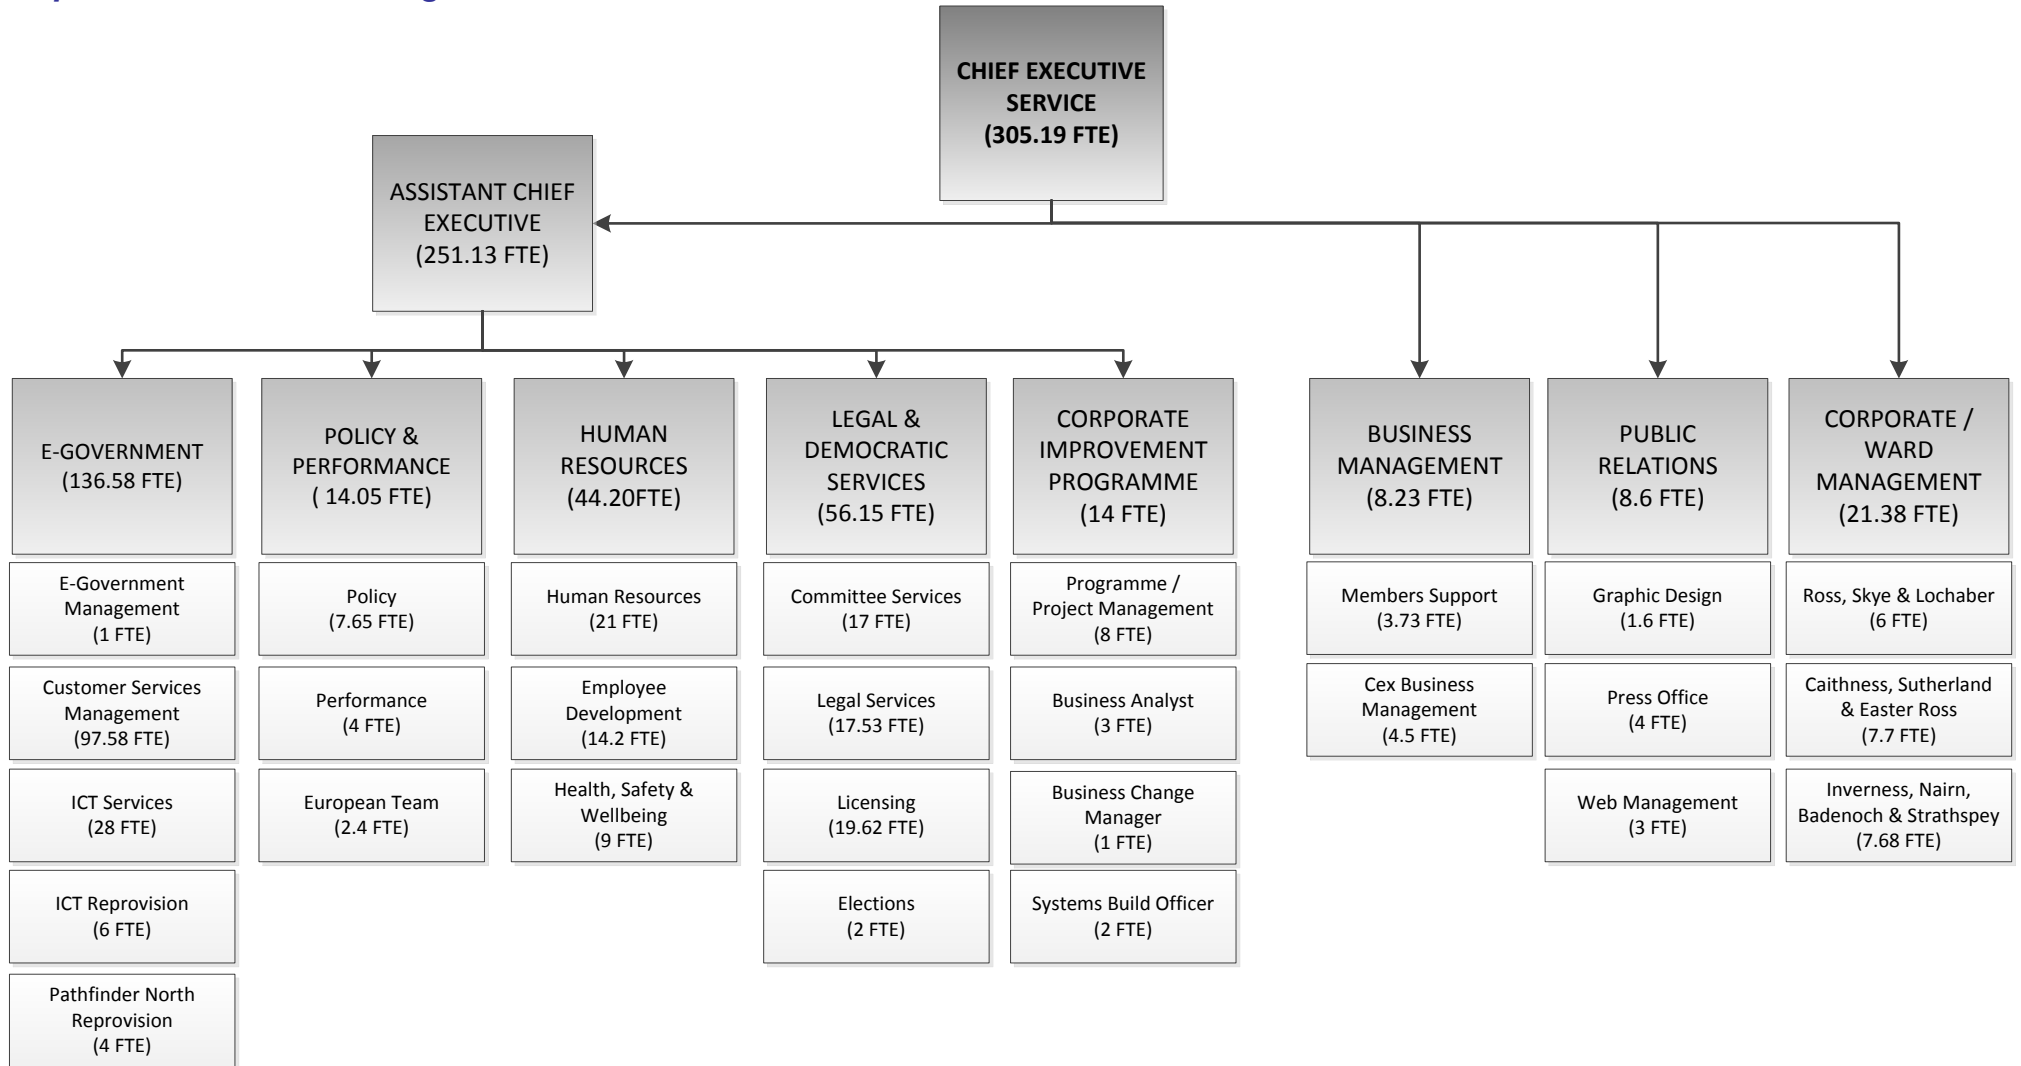 CHIEF EXECUTIVE
SERVICE
(305.19 FTE)
ASSISTANT CHIEF
EXECUTIVE
(251.13 FTE)
E-GOVERNMENT
(136.58 FTE)
POLICY &
PERFORMANCE
( 14.05 FTE)
HUMAN
RESOURCES
(44.20FTE)
LEGAL &
DEMOCRATIC
SERVICES
(56.15 FTE)
CORPORATE
IMPROVEMENT
PROGRAMME
(14 FTE)
BUSINESS
MANAGEMENT
(8.23 FTE)
PUBLIC
RELATIONS
(8.6 FTE)
CORPORATE /
WARD
MANAGEMENT
(21.38 FTE)
E-Government
Management
(1 FTE)
Policy
(7.65 FTE)
Human Resources
(21 FTE)
Committee Services
(17 FTE)
Programme /
Project Management
(8 FTE)
Members Support
(3.73 FTE)
Graphic Design
(1.6 FTE)
Ross, Skye & Lochaber
(6 FTE)
Customer Services
Management
(97.58 FTE)
Performance
(4 FTE)
Employee
Development
(14.2 FTE)
Legal Services
(17.53 FTE)
Business Analyst
(3 FTE)
Cex Business
Management
(4.5 FTE)
Press Office
(4 FTE)
Caithness, Sutherland
& Easter Ross
(7.7 FTE)
ICT Services
(28 FTE)
European Team
(2.4 FTE)
Health, Safety &
Wellbeing
(9 FTE)
Licensing
(19.62 FTE)
Business Change
Manager
(1 FTE)
Web Management
(3 FTE)
Inverness, Nairn,
Badenoch & Strathspey
(7.68 FTE)
ICT Reprovision
(6 FTE)
Elections
(2 FTE)
Systems Build Officer
(2 FTE)
Pathfinder North
Reprovision
(4 FTE)